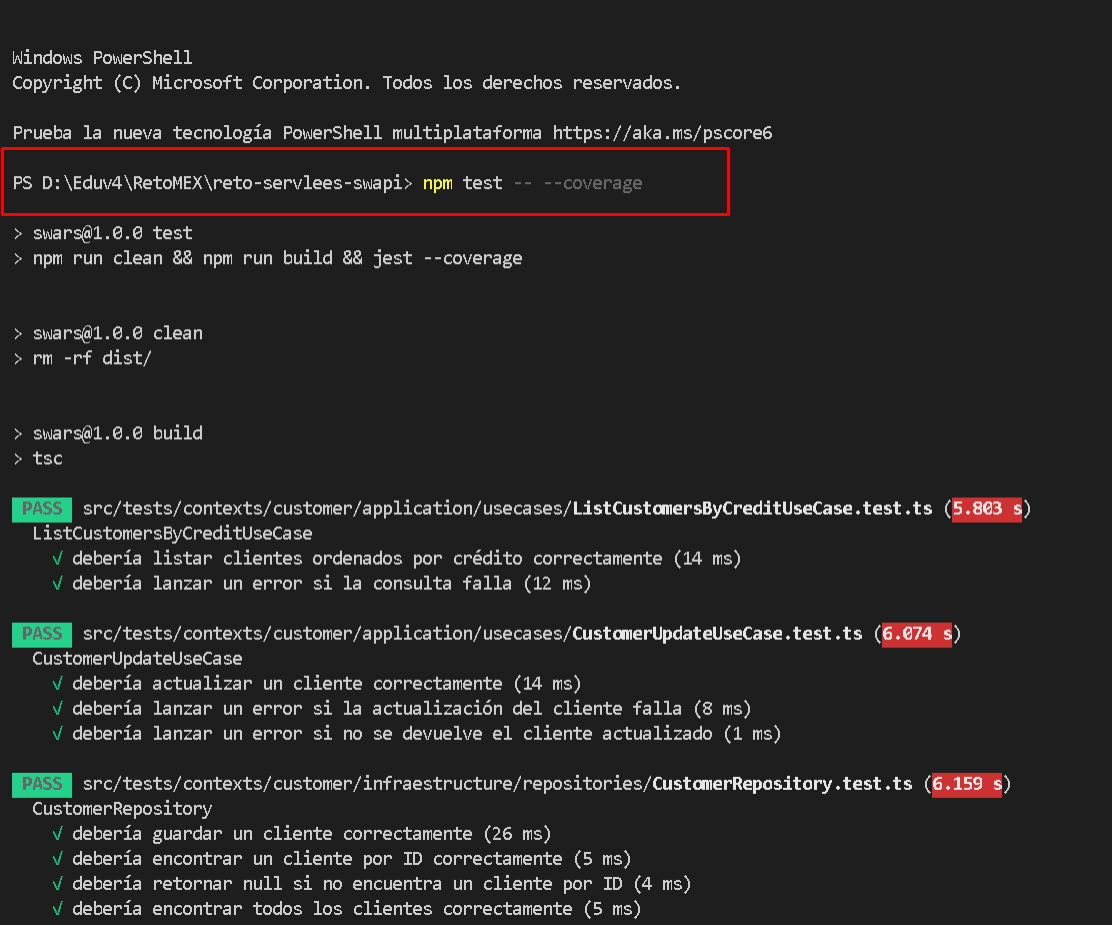 Windows PowerShell
Copyright (C) Microsoft Corporation. Todos los derechos reservados.
Prueba la nueva tecnología PowerShell multiplataforma https://aka.ms/pscore6
PS D:\Eduv4\RetoMEX\reto-servlees-swapi> npm test -- --coverage
> swars@1.0.0 test
> npm run clean && npm run build && jest --coverage
> swars@1.0.0 clean
> rm -rf dist/
> swars@1.0.0 build
> tsc
PASS src/tests/contexts/customer/application/usecases/ListCustomersByCreditUseCase.test.ts (5.803 s)
ListCustomersByCreditUseCase
√ debería listar clientes ordenados por crédito correctamente (14 ms)
√ debería lanzar un error si la consulta falla (12 ms)
PASS src/tests/contexts/customer/application/usecases/CustomerUpdateUseCase.test.ts (6.074 s)
CustomerUpdateUseCase
√ debería actualizar un cliente correctamente (14 ms)
√ debería lanzar un error si la actualización del cliente falla (8 ms)
√ debería lanzar un error si no se devuelve el cliente actualizado (1 ms)
PASS src/tests/contexts/customer/infraestructure/repositories/CustomerRepository.test.ts (6.159 s)
CustomerRepository
√ debería guardar un cliente correctamente (26 ms)
√ debería encontrar un cliente por ID correctamente (5 ms)
√ debería retornar null si no encuentra un cliente por ID (4 ms)
√ debería encontrar todos los clientes correctamente (5 ms)